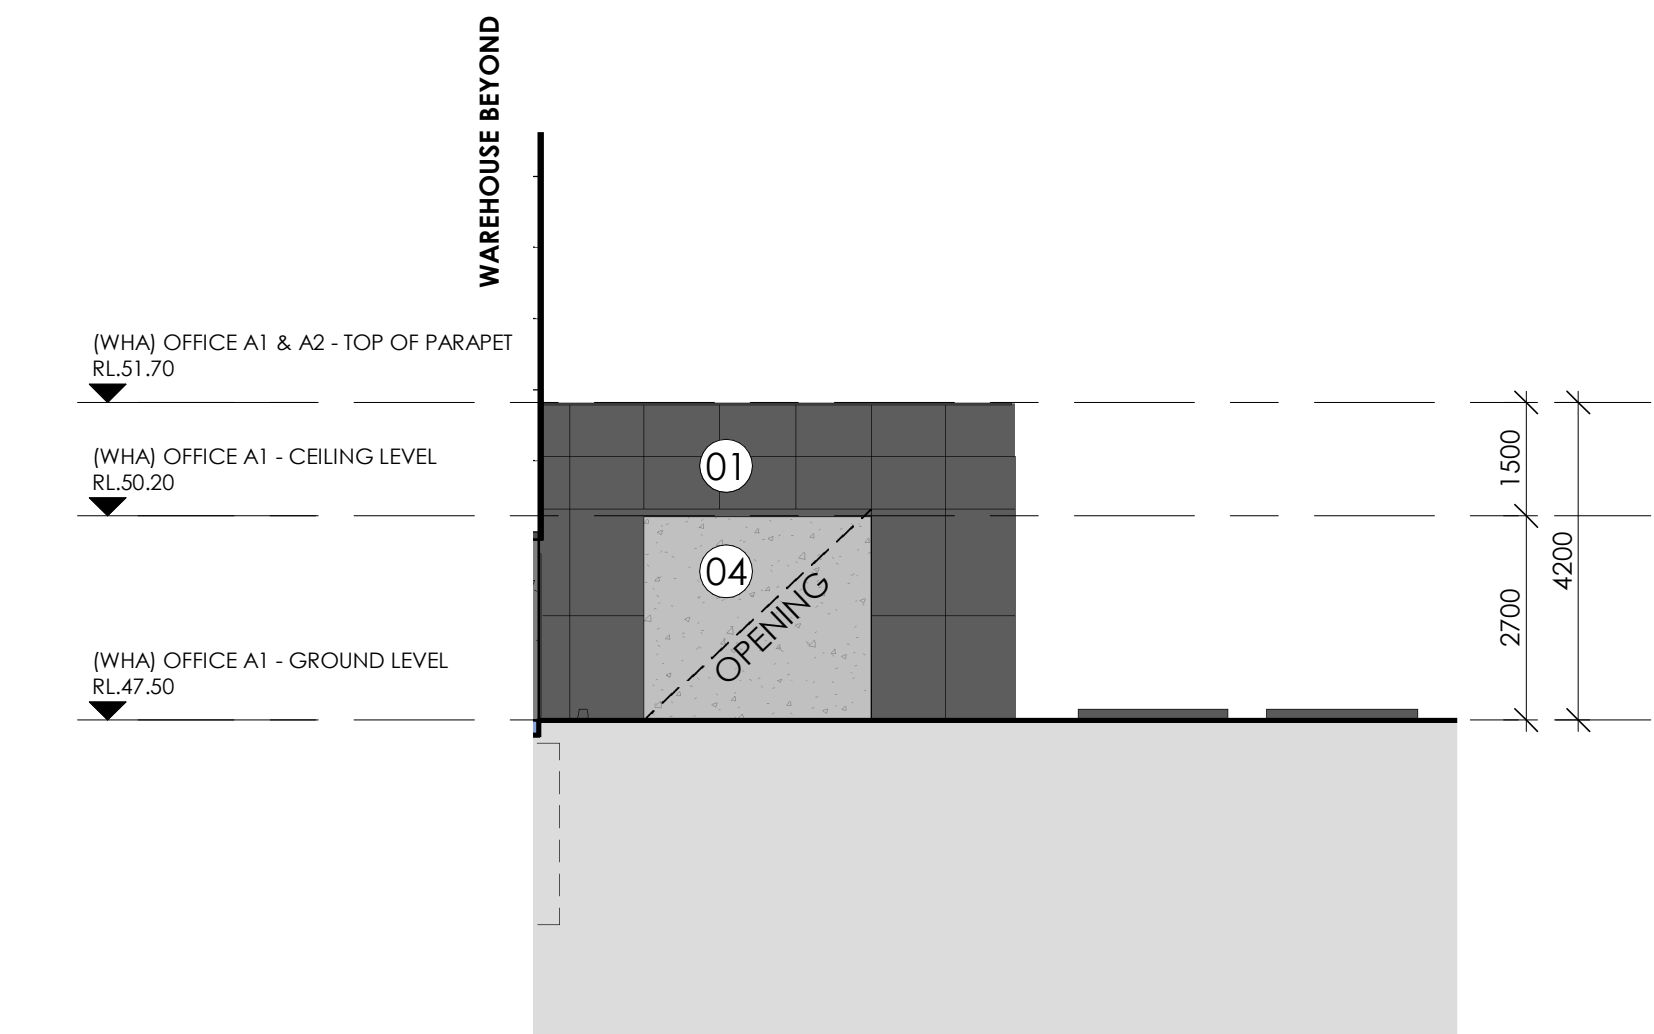 WAREHOUSE BEYOND
(WHA) OFFICE A1 & A2 - TOP OF PARAPET
RL.51.70
(WHA) OFFICE A1 - CEILING LEVEL
RL.50.20
(WHA) OFFICE A1 - GROUND LEVEL
RL.47.50
01
04
OPENING
1500
2700
4200